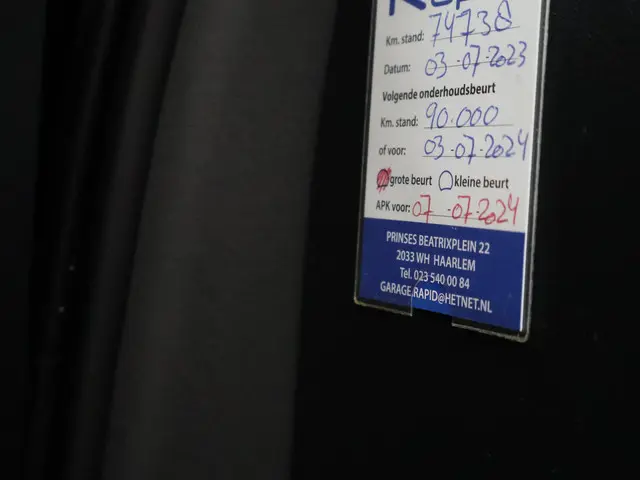 Km. stand: 74738
Datum: 03-07-2023
Volgende onderhoudsbeurt
Km. stand: 90.000
of voor: 03-07-2024
grote beurt kleine beurt
APK voor: 07-07-2024
PRINSES BEATRIXPLEIN 22
2033 WH HAARLEM
Tel. 023 540 00 84
GARAGE.RAPID@HETNET.NL